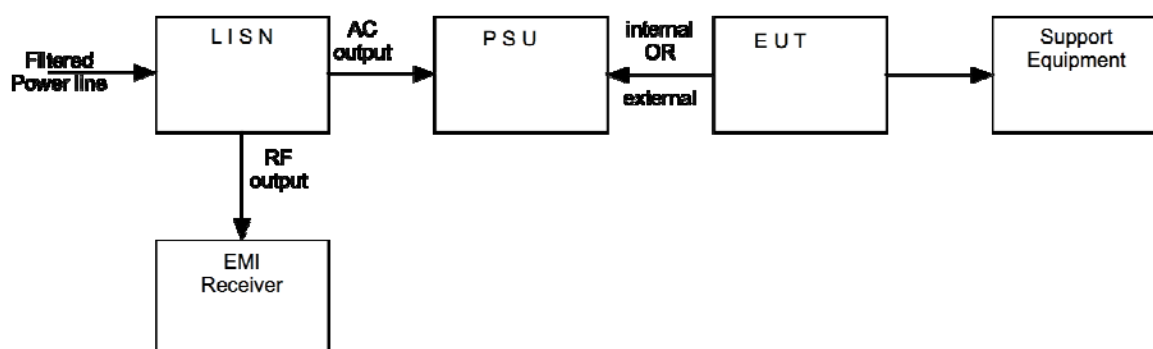 L I S N
AC
output
P S U
internal
OR
external
E U T
Support
Equipment
Filtered
Power line
RF
output
EMI
Receiver